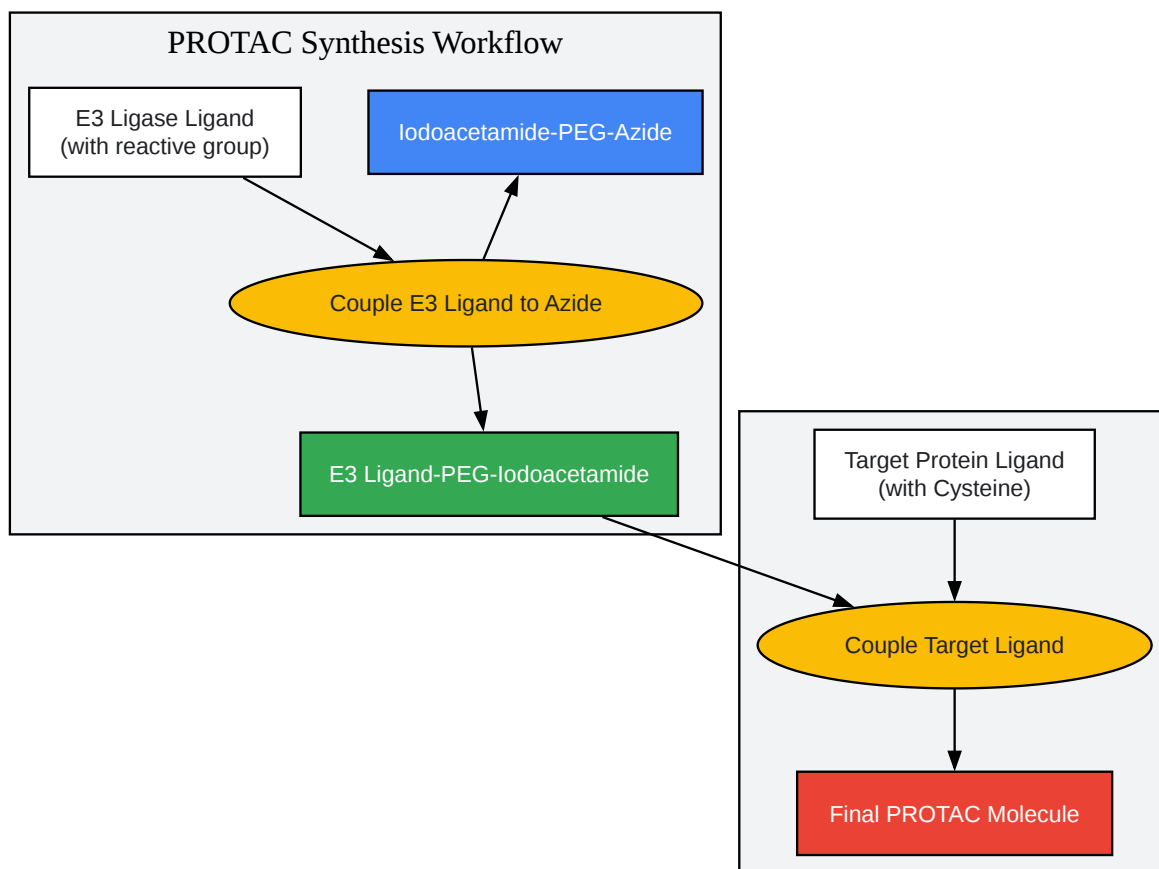 PROTAC Synthesis Workflow
E3 Ligase Ligand
(with reactive group)
Iodoacetamide-PEG-Azide
Couple E3 Ligand to Azide
E3 Ligand-PEG-Iodoacetamide
Target Protein Ligand
(with Cysteine)
Couple Target Ligand
Final PROTAC Molecule